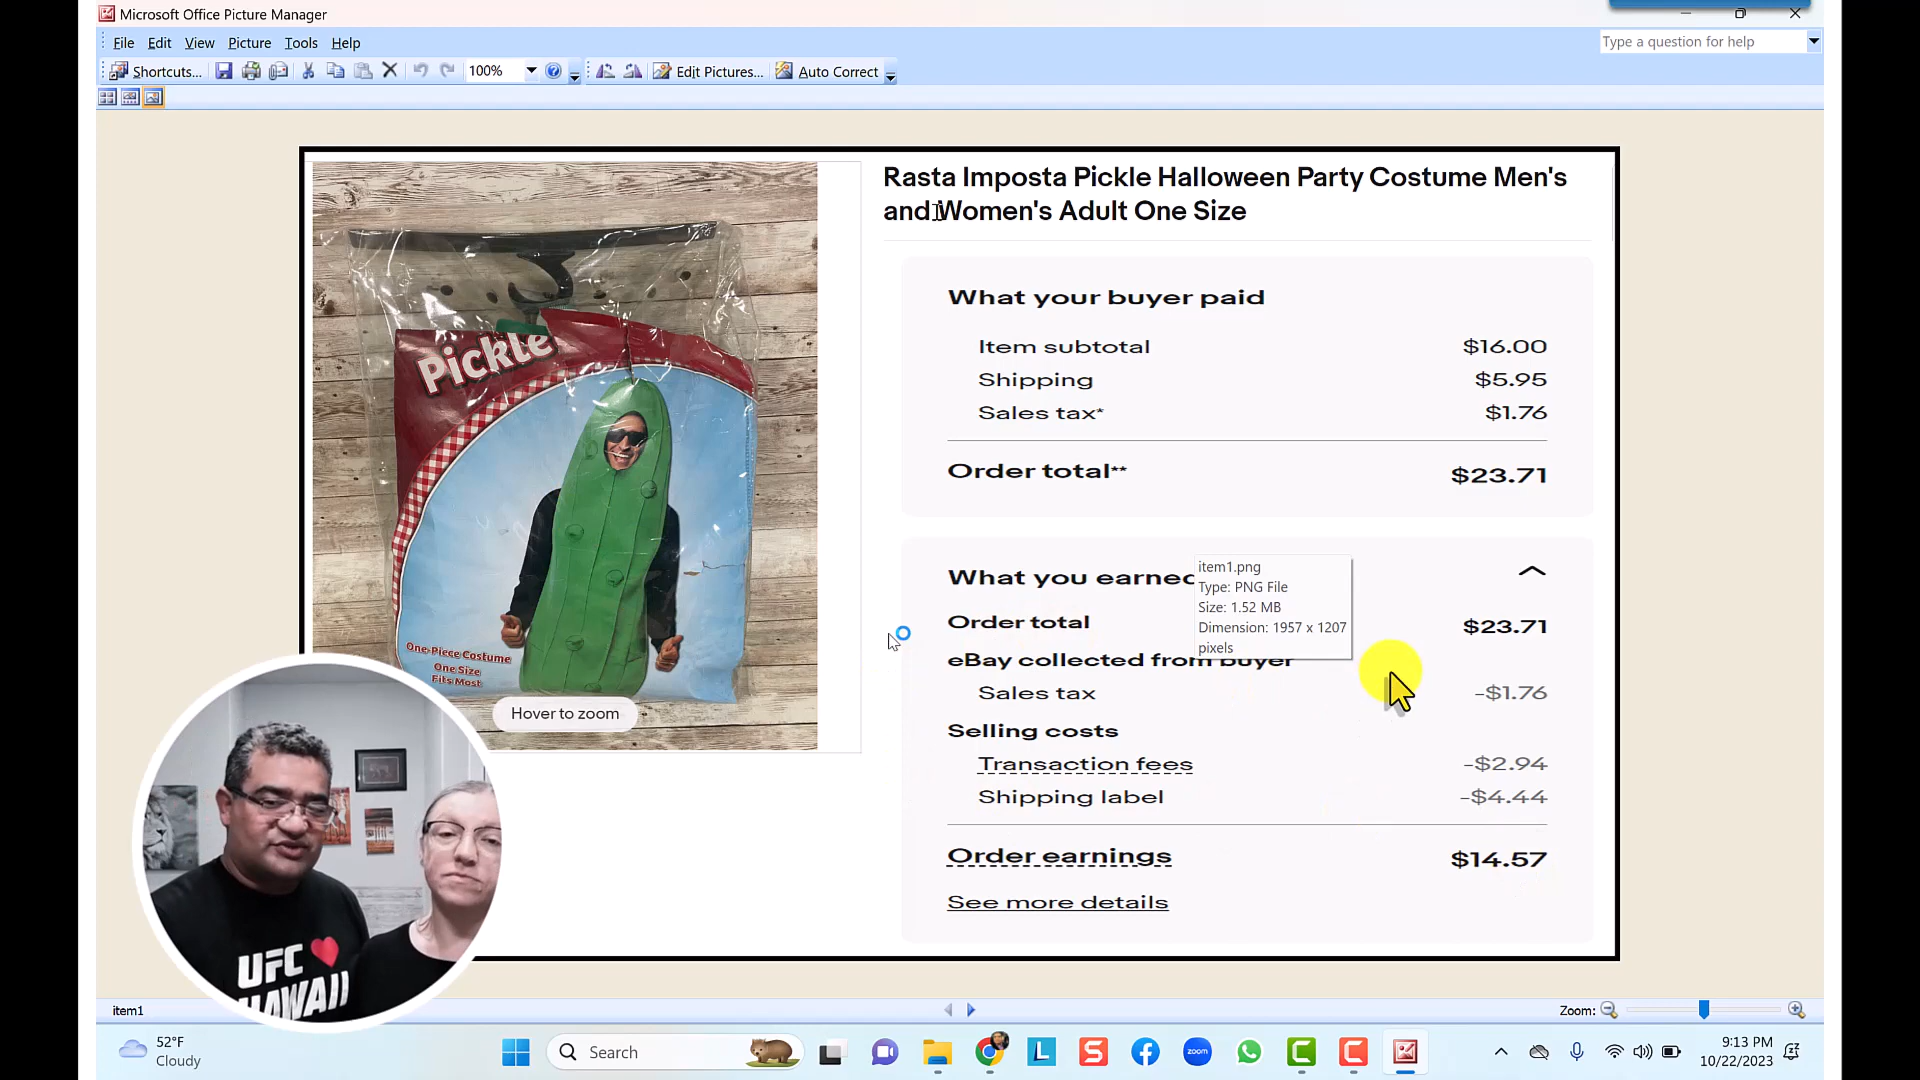 Microsoft Office Picture Manager
File Edit View Picture Tools Help
Type a question for help
Shortcuts... 100% Edit Pictures... Auto Correct
Rasta Imposta Pickle Halloween Party Costume Men's
and Women's Adult One Size
Pickle
One-Piece Costume
One Size
Fits Most
Hover to zoom
What your buyer paid
Item subtotal $16.00
Shipping $5.95
Sales tax* $1.76
Order total** $23.71
What you earned
item1.png
Type: PNG File
Size: 1.52 MB
Dimension: 1957 x 1207
pixels
Order total $23.71
eBay collected from buyer
Sales tax -$1.76
Selling costs
Transaction fees -$2.94
Shipping label -$4.44
Order earnings $14.57
See more details
UFC
HAWAII
item1
Zoom:
52°F
Cloudy
Search
L
S
zoom
C
C
9:13 PM
10/22/2023